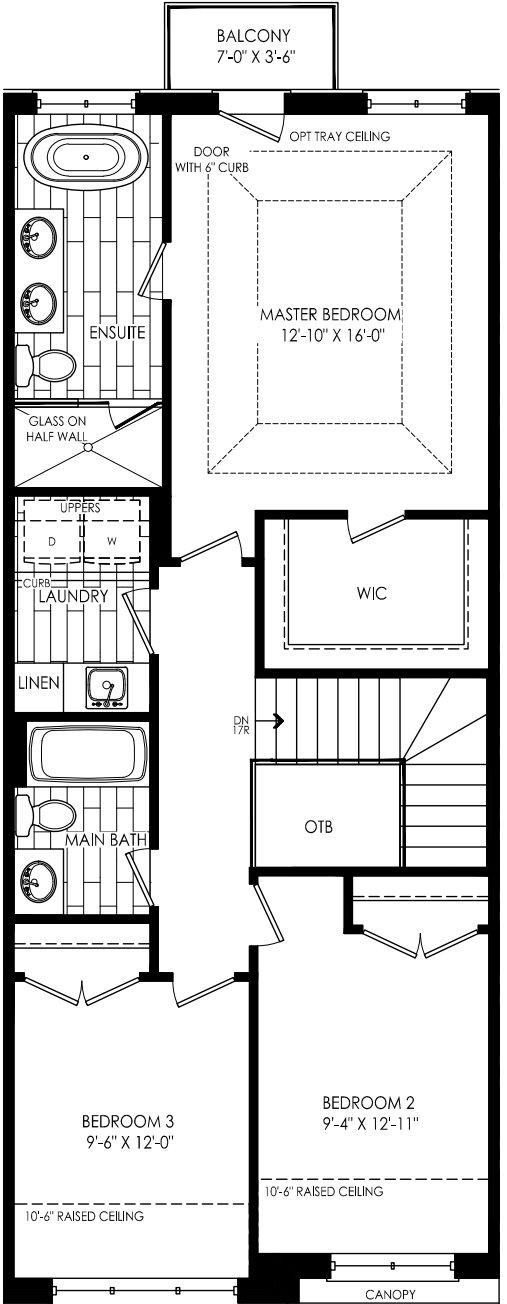 BALCONY
7'-0" X 3'-6"
OPT TRAY CEILING
DOOR
WITH 6" CURB
MASTER BEDROOM
12'-10" X 16'-0"
ENSUITE
GLASS ON
HALF WALL
UPPERS
D
W
CURB
LAUNDRY
WIC
LINEN
DN
17R
OTB
MAIN BATH
BEDROOM 3
9'-6" X 12'-0"
BEDROOM 2
9'-4" X 12'-11"
10'-6" RAISED CEILING
10'-6" RAISED CEILING
CANOPY